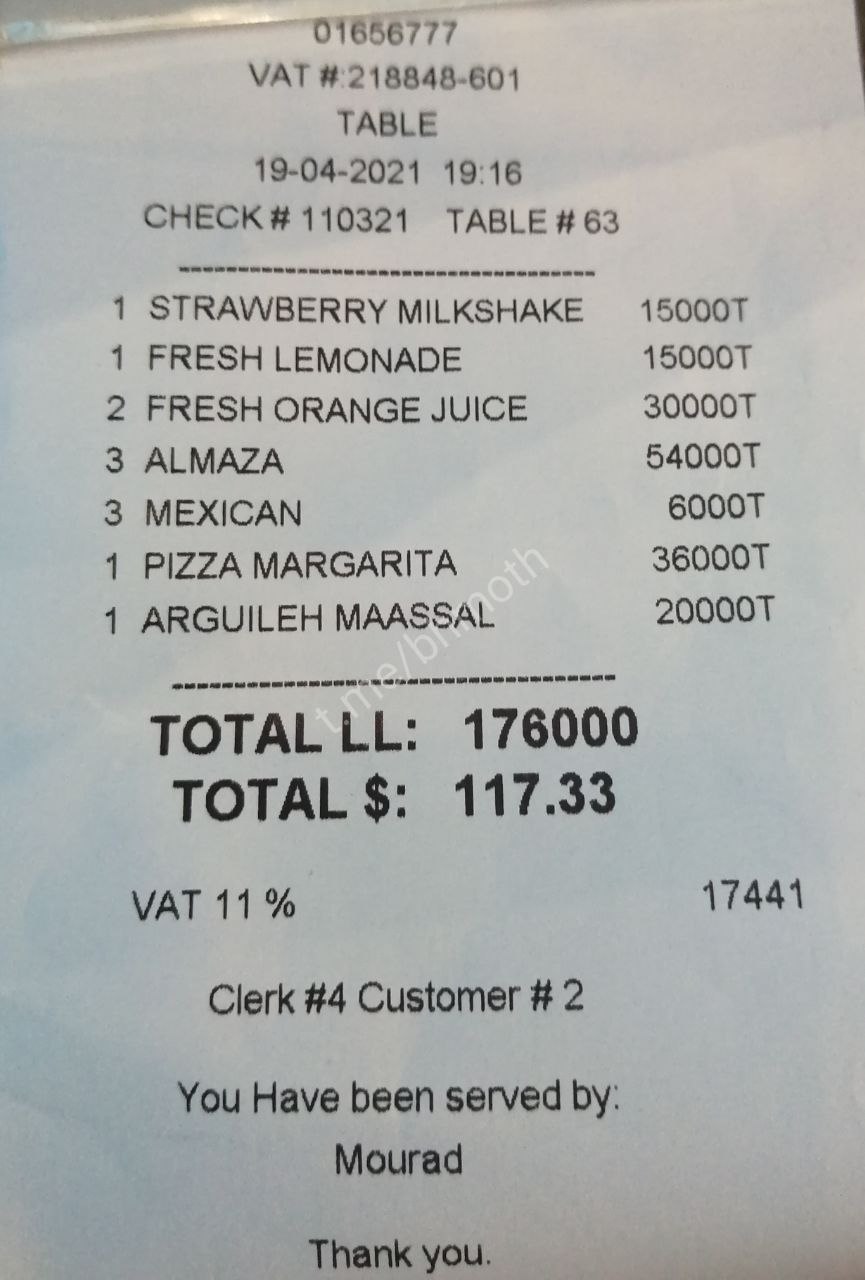 01656777
VAT #:218848-601
TABLE
19-04-2021 19:16
CHECK # 110321 TABLE # 63
---------------------------------------
1 STRAWBERRY MILKSHAKE 15000T
1 FRESH LEMONADE 15000T
2 FRESH ORANGE JUICE 30000T
3 ALMAZA 54000T
3 MEXICAN 6000T
1 PIZZA MARGARITA 36000T
1 ARGUILEH MAASSAL 20000T
---------------------------------------
TOTAL LL: 176000
TOTAL $: 117.33
VAT 11 % 17441
Clerk #4 Customer # 2
You Have been served by:
Mourad
Thank you.